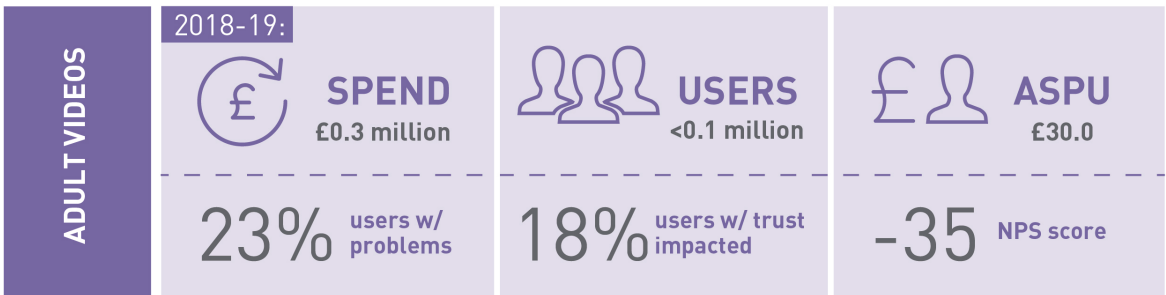 ADULT VIDEOS
2018-19:
£
SPEND
£0.3 million
USERS
<0.1 million
£
ASPU
£30.0
23%
users w/
problems
18%
users w/ trust
impacted
-35
NPS score